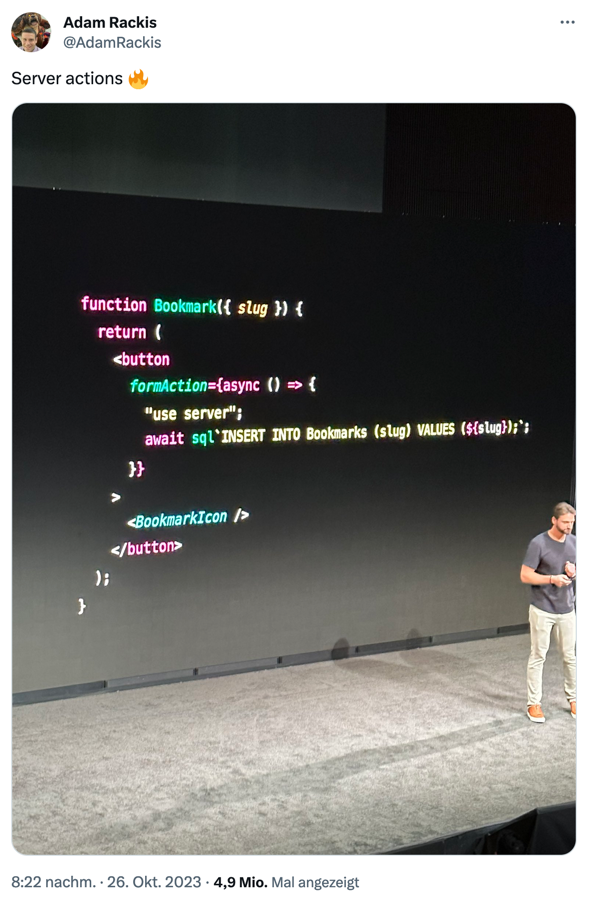 Adam Rackis
@AdamRackis
Server actions 🔥
function Bookmark({ slug }) {
return (
<button
formAction={async () => {
"use server";
await sql`INSERT INTO Bookmarks (slug) VALUES (${slug});`;
}}
>
<BookmarkIcon />
</button>
);
}
8:22 nachm. · 26. Okt. 2023 · 4,9 Mio. Mal angezeigt